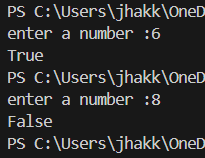 PS C:\Users\jhakk\OneD
enter a number :6
True
PS C:\Users\jhakk\OneD
enter a number :8
False
PS C:\Users\jhakk\OneD